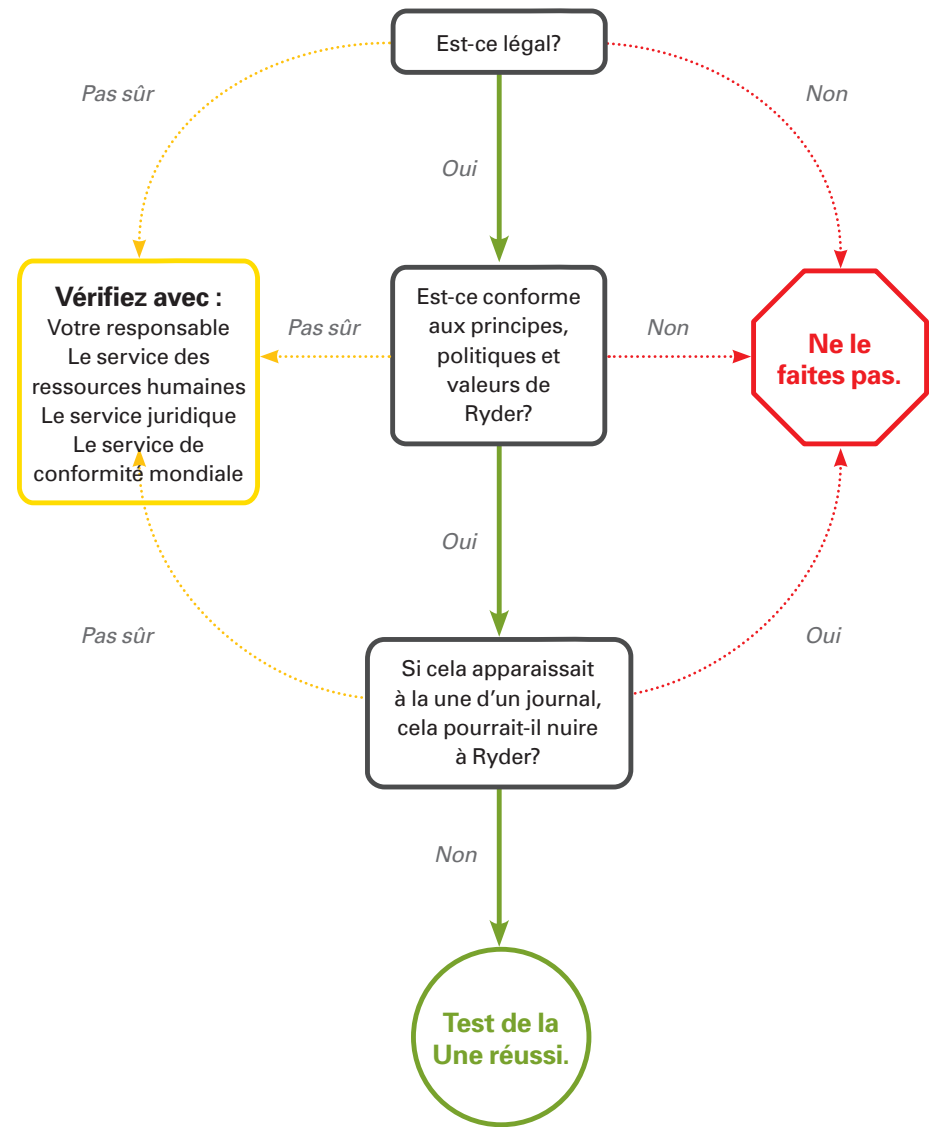 Est-ce légal?
Pas sûr
Non
Oui
Vérifiez avec :
Votre responsable
Le service des
ressources humaines
Le service juridique
Le service de
conformité mondiale
Pas sûr
Est-ce conforme
aux principes,
politiques et
valeurs de
Ryder?
Non
Ne le
faites pas.
Oui
Pas sûr
Oui
Si cela apparaissait
à la une d’un journal,
cela pourrait-il nuire
à Ryder?
Non
Test de la
Une réussi.